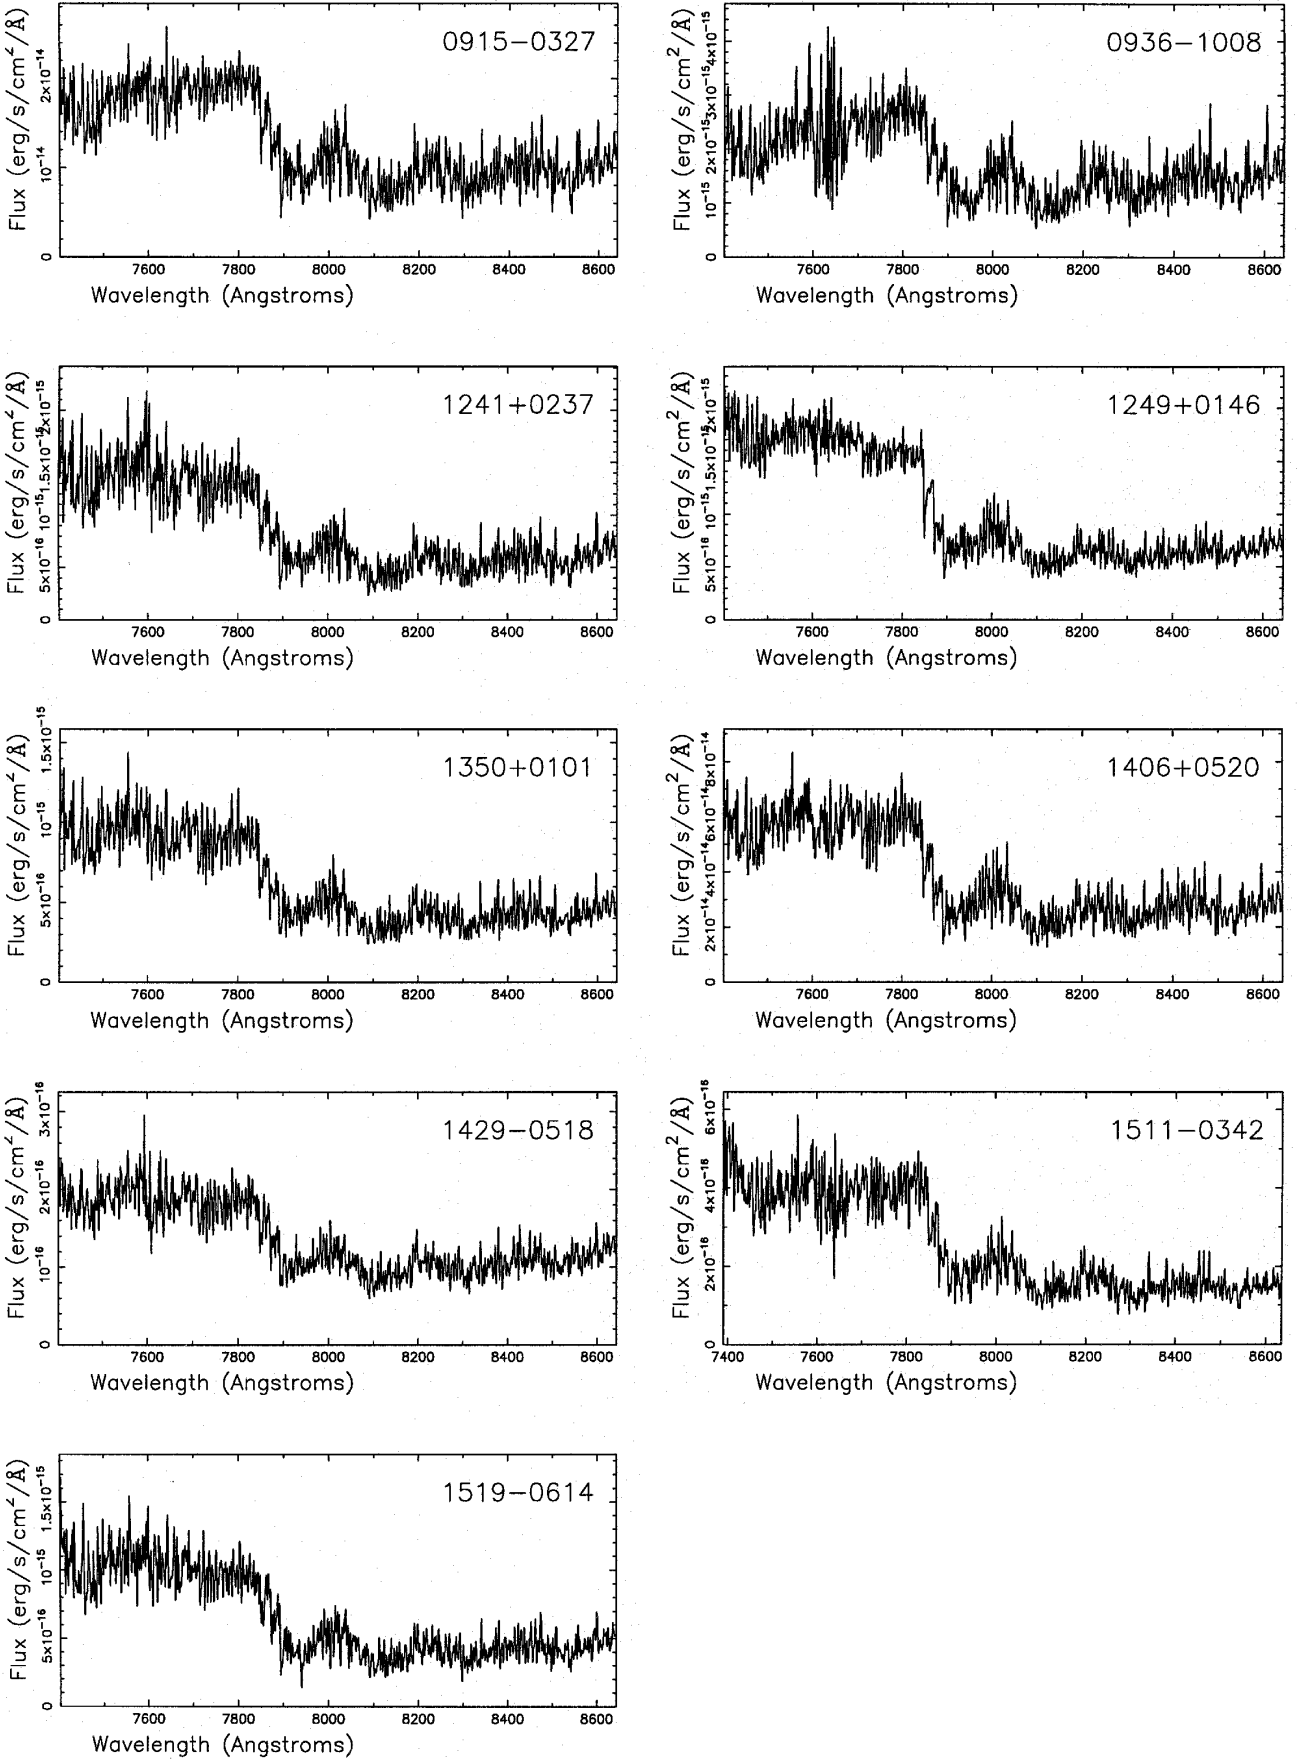 0915−0327
Flux (erg/s/cm²/Å)
0 10⁻¹⁴ 2×10⁻¹⁴
7600 7800 8000 8200 8400 8600
Wavelength (Angstroms)
0936−1008
Flux (erg/s/cm²/Å)
0 10⁻¹⁵ 2×10⁻¹⁵ 3×10⁻¹⁵ 4×10⁻¹⁵
7600 7800 8000 8200 8400 8600
Wavelength (Angstroms)
1241+0237
Flux (erg/s/cm²/Å)
0 5×10⁻¹⁶ 10⁻¹⁵ 1.5×10⁻¹⁵ 2×10⁻¹⁵
7600 7800 8000 8200 8400 8600
Wavelength (Angstroms)
1249+0146
Flux (erg/s/cm²/Å)
0 5×10⁻¹⁶ 10⁻¹⁵ 1.5×10⁻¹⁵ 2×10⁻¹⁵
7600 7800 8000 8200 8400 8600
Wavelength (Angstroms)
1350+0101
Flux (erg/s/cm²/Å)
0 5×10⁻¹⁶ 10⁻¹⁵ 1.5×10⁻¹⁵
7600 7800 8000 8200 8400 8600
Wavelength (Angstroms)
1406+0520
Flux (erg/s/cm²/Å)
0 2×10⁻¹⁴ 4×10⁻¹⁴ 6×10⁻¹⁴ 8×10⁻¹⁴
7600 7800 8000 8200 8400 8600
Wavelength (Angstroms)
1429−0518
Flux (erg/s/cm²/Å)
0 10⁻¹⁶ 2×10⁻¹⁶ 3×10⁻¹⁶
7600 7800 8000 8200 8400 8600
Wavelength (Angstroms)
1511−0342
Flux (erg/s/cm²/Å)
0 2×10⁻¹⁶ 4×10⁻¹⁶ 6×10⁻¹⁶
7400 7600 7800 8000 8200 8400 8600
Wavelength (Angstroms)
1519−0614
Flux (erg/s/cm²/Å)
0 5×10⁻¹⁶ 10⁻¹⁵ 1.5×10⁻¹⁵
7600 7800 8000 8200 8400 8600
Wavelength (Angstroms)